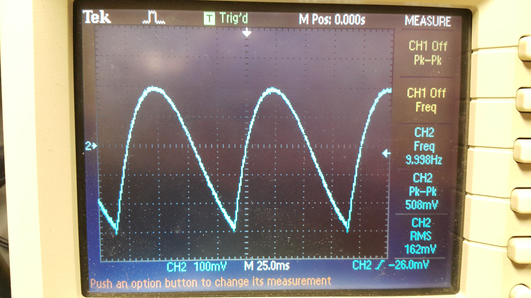 Tek T Trig'd M Pos: 0.000s MEASURE
CH1 Off
Pk-Pk
CH1 Off
Freq
CH2
Freq
9.998Hz
CH2
Pk-Pk
508mV
CH2
RMS
162mV
2
CH2 100mV M 25.0ms CH2 -26.0mV
Push an option button to change its measurement